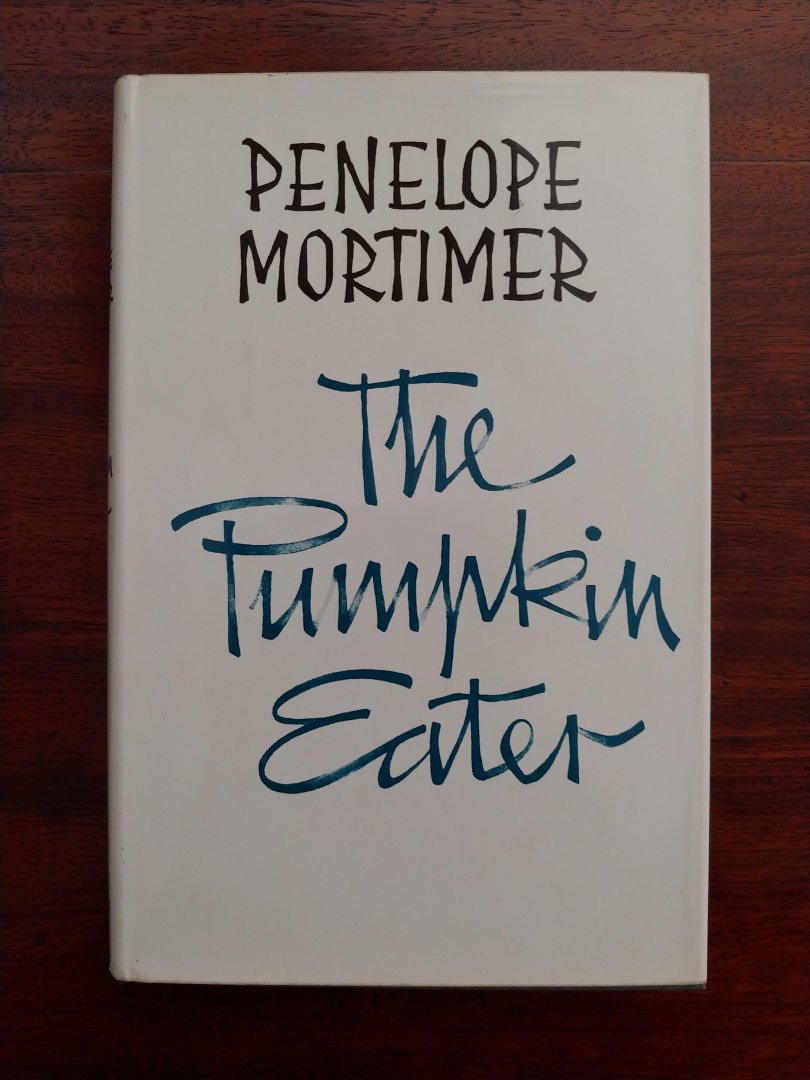 PENELOPE
MORTIMER
The
Pumpkin
Eater